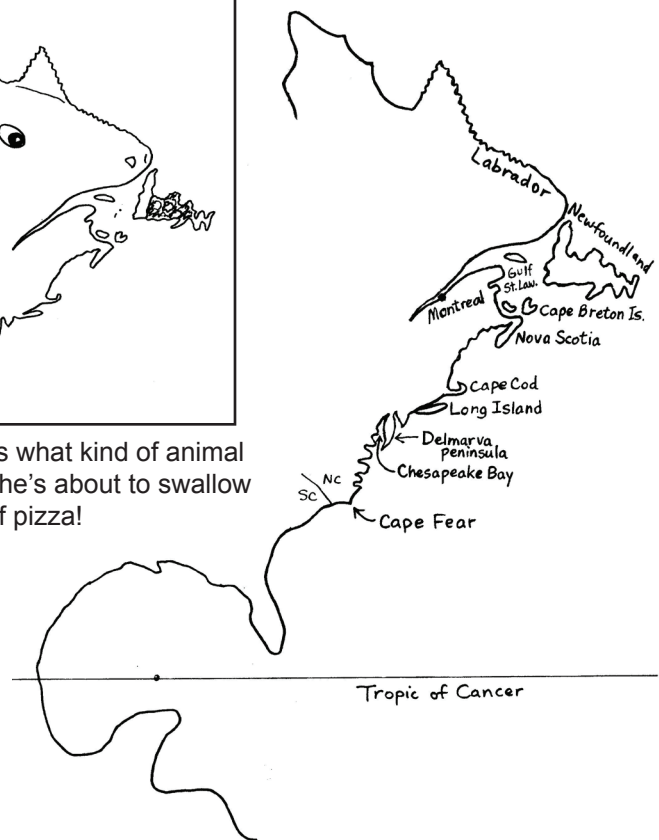 Labrador
Newfoundland
Gulf
St. Law.
Montreal
Cape Breton Is.
Nova Scotia
Cape Cod
Long Island
Delmarva
peninsula
Chesapeake Bay
NC
SC
Cape Fear
s what kind of animal
he's about to swallow
f pizza!
Tropic of Cancer